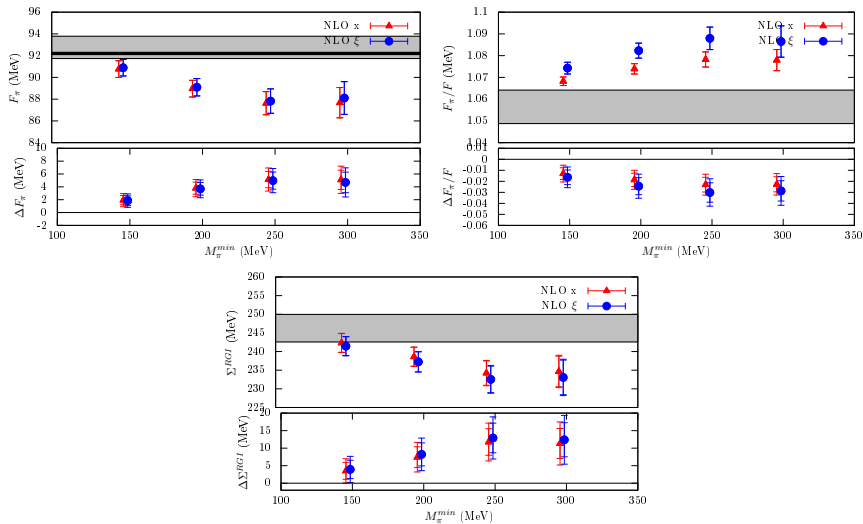 96
94
92
90
88
86
84
F_π (MeV)
NLO x
NLO ξ
10
8
6
4
2
0
-2
ΔF_π (MeV)
100 150 200 250 300 350
M_π^{min} (MeV)
1.1
1.09
1.08
1.07
1.06
1.05
1.04
F_π/F
NLO x
NLO ξ
0.01
0
-0.01
-0.02
-0.03
-0.04
-0.05
-0.06
ΔF_π/F
100 150 200 250 300 350
M_π^{min} (MeV)
260
255
250
245
240
235
230
225
Σ^{RGI} (MeV)
NLO x
NLO ξ
20
15
10
5
0
ΔΣ^{RGI} (MeV)
100 150 200 250 300
M_π^{min} (MeV)